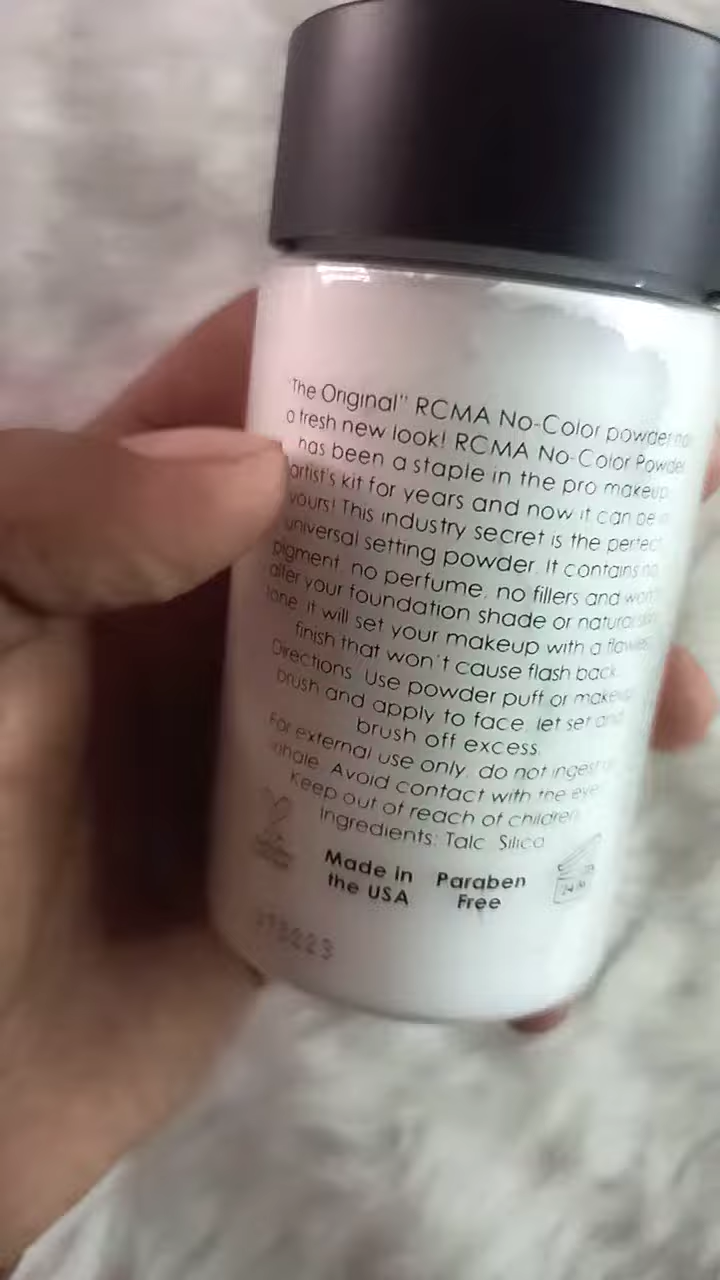 "The Original" RCMA No-Color powder
a fresh new look! RCMA No-Color Powder
has been a staple in the pro makeup
artist's kit for years and now it can be
yours! This industry secret is the perfect
universal setting powder. It contains no
pigment, no perfume, no fillers and won't
alter your foundation shade or natural
tone. It will set your makeup with a
finish that won't cause flash back.
Directions: Use powder puff or makeup
brush and apply to face, let set and
brush off excess.
For external use only, do not ingest
inhale. Avoid contact with the eye
Keep out of reach of children
Ingredients: Talc, Silica
Made in
the USA
Paraben
Free